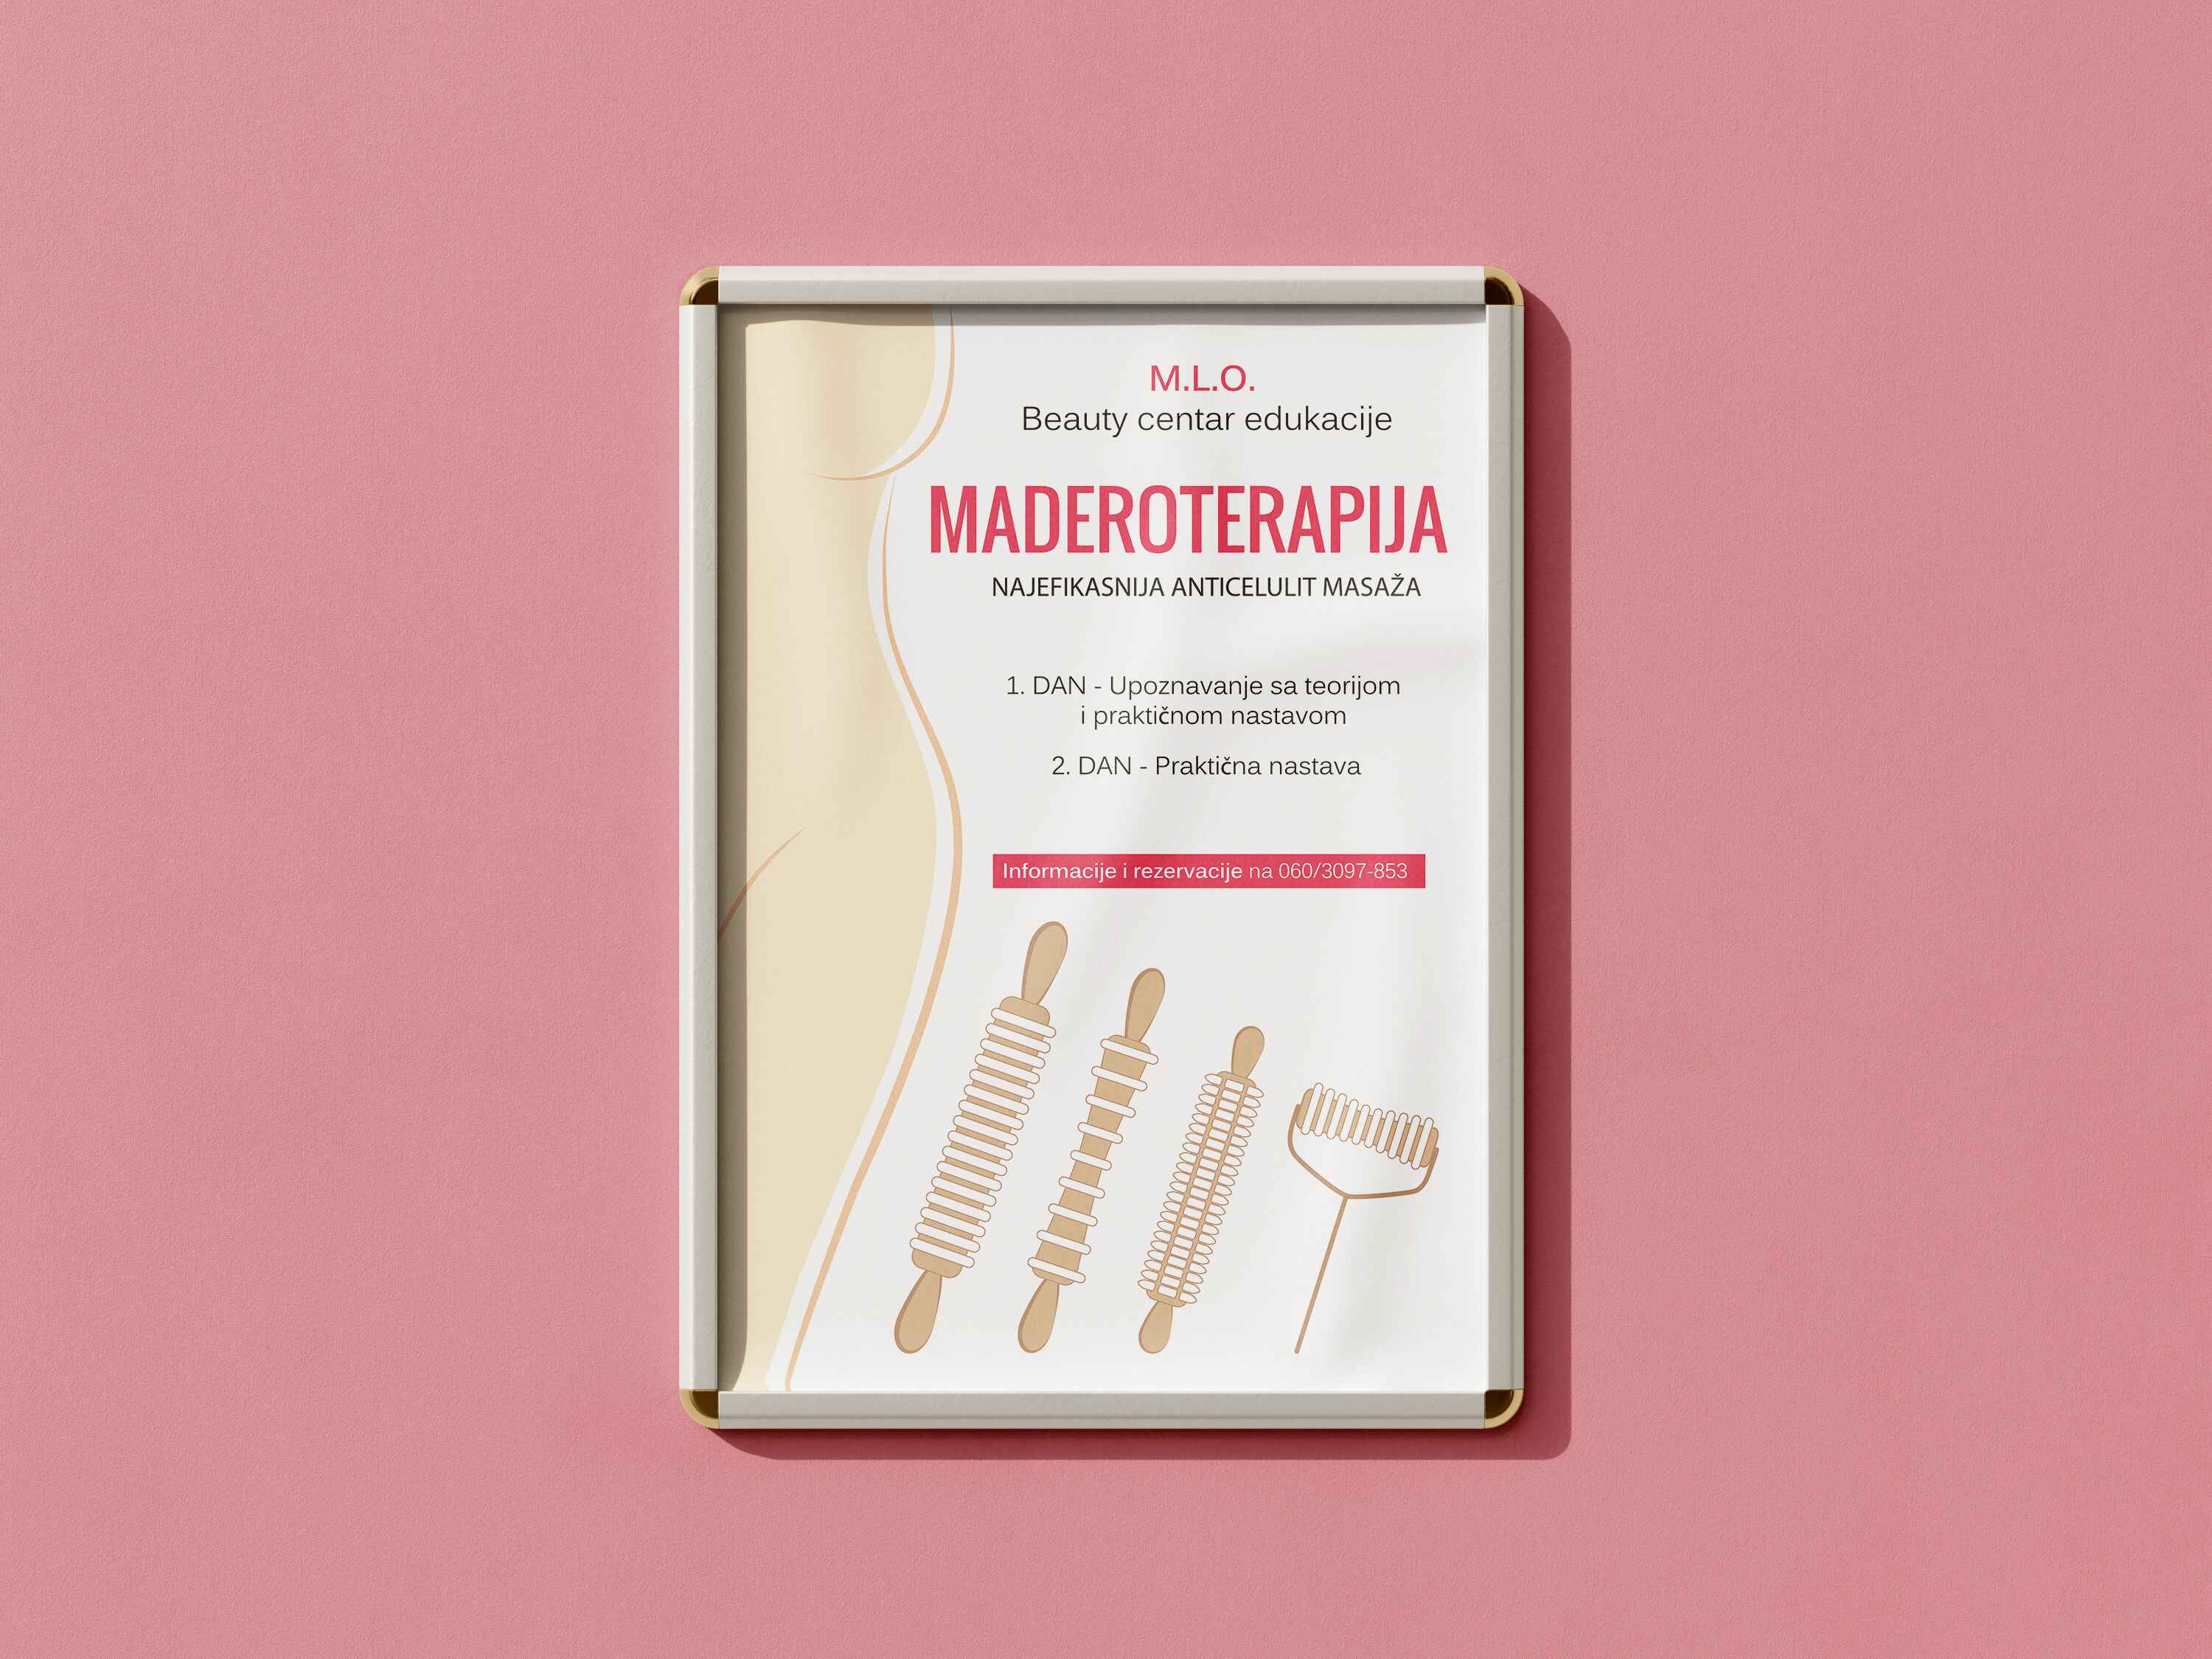 M.L.O.
Beauty centar edukacije
MADEROTERAPIJA
NAJEFIKASNIJA ANTICELULIT MASAŽA
1. DAN - Upoznavanje sa teorijom
i praktičnom nastavom
2. DAN - Praktična nastava
Informacije i rezervacije na 060/3097-853